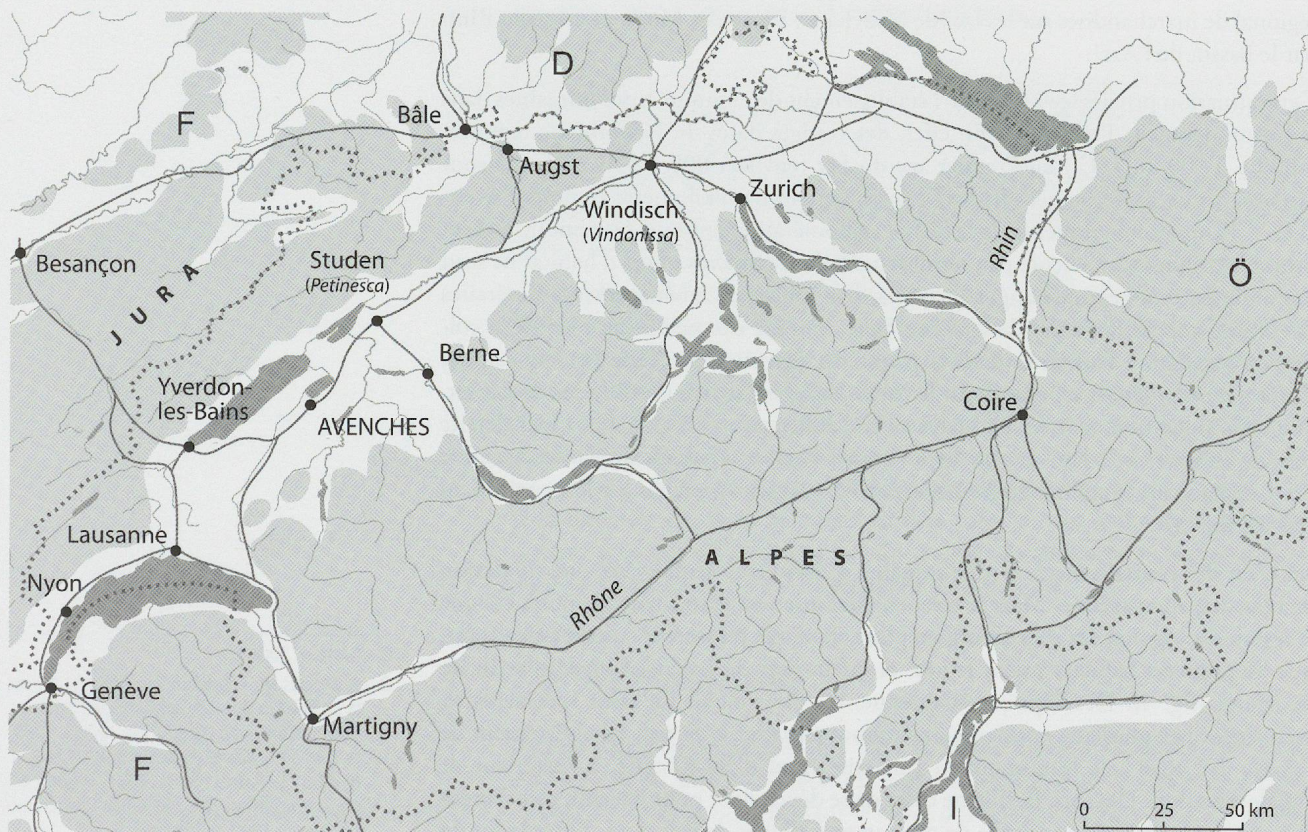 D
F
Bâle
Augst
Zurich
Windisch
(Vindonissa)
Rhin
Besançon
Studen
(Petinesca)
Ö
JURA
Berne
Yverdon-
les-Bains
AVENCHES
Coire
Lausanne
ALPES
Nyon
Rhône
Genève
Martigny
F
I
0 25 50 km